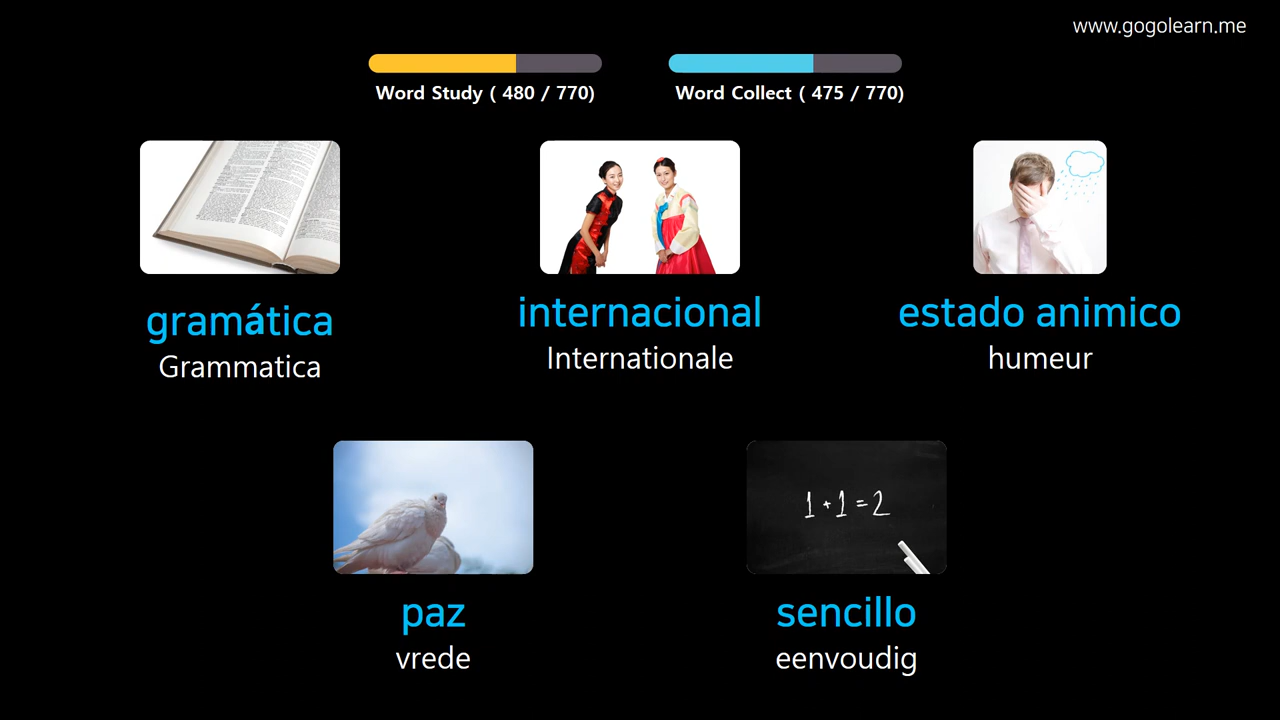 www.gogolearn.me
Word Study ( 480 / 770)
Word Collect ( 475 / 770)
gramática
Grammatica
internacional
Internationale
estado animico
humeur
1+1=2
paz
vrede
sencillo
eenvoudig